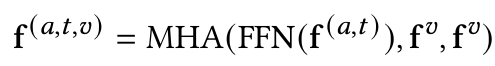 f^(a,t,v) = MHA(FFN(f^(a,t)), f^v, f^v)